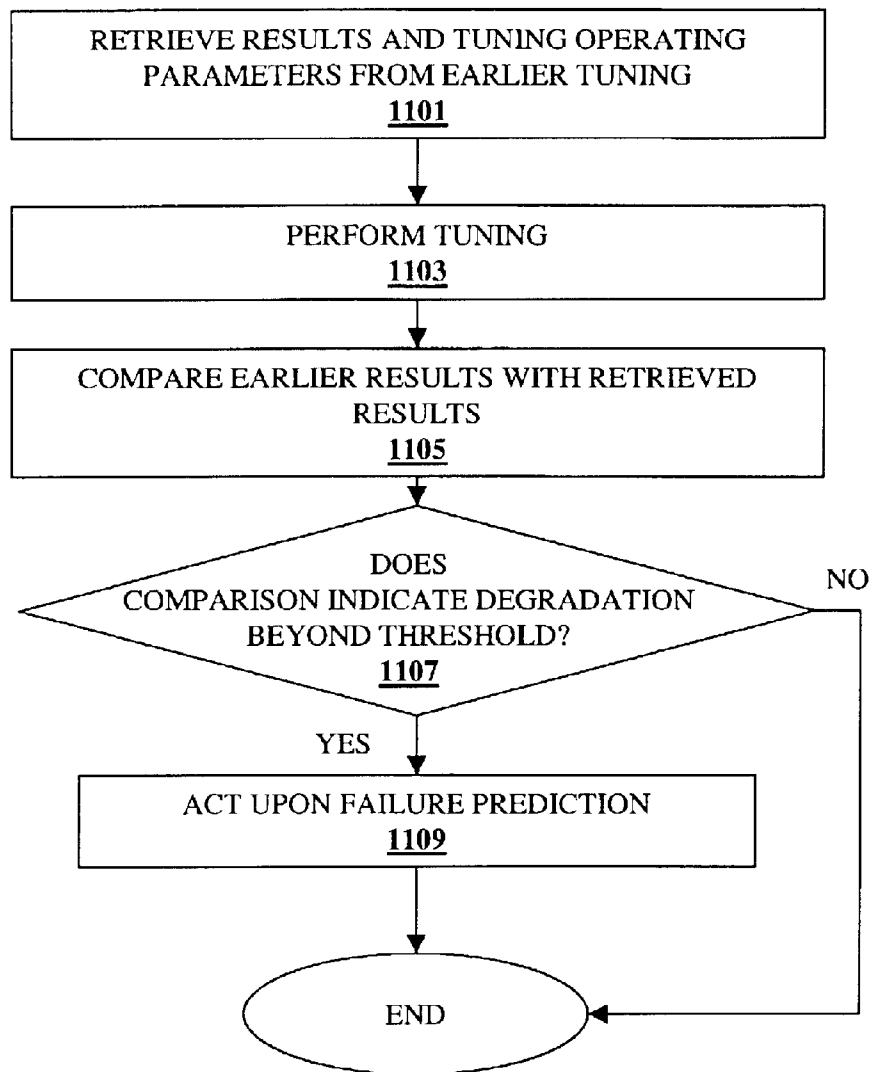 RETRIEVE RESULTS AND TUNING OPERATING
PARAMETERS FROM EARLIER TUNING
1101
PERFORM TUNING
1103
COMPARE EARLIER RESULTS WITH RETRIEVED
RESULTS
1105
DOES
COMPARISON INDICATE DEGRADATION
BEYOND THRESHOLD?
1107
NO
YES
ACT UPON FAILURE PREDICTION
1109
END